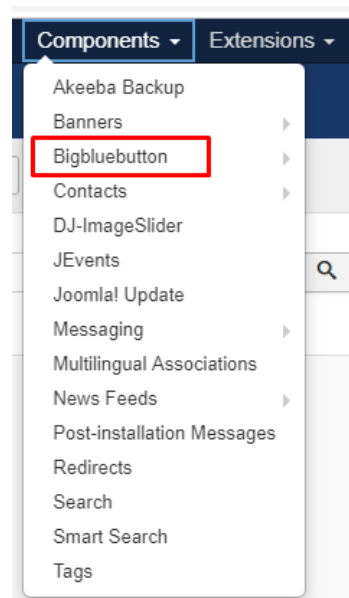 Components Extensions
Akeeba Backup
Banners
Bigbluebutton
Contacts
DJ-ImageSlider
JEvents
Joomla! Update
Messaging
Multilingual Associations
News Feeds
Post-installation Messages
Redirects
Search
Smart Search
Tags